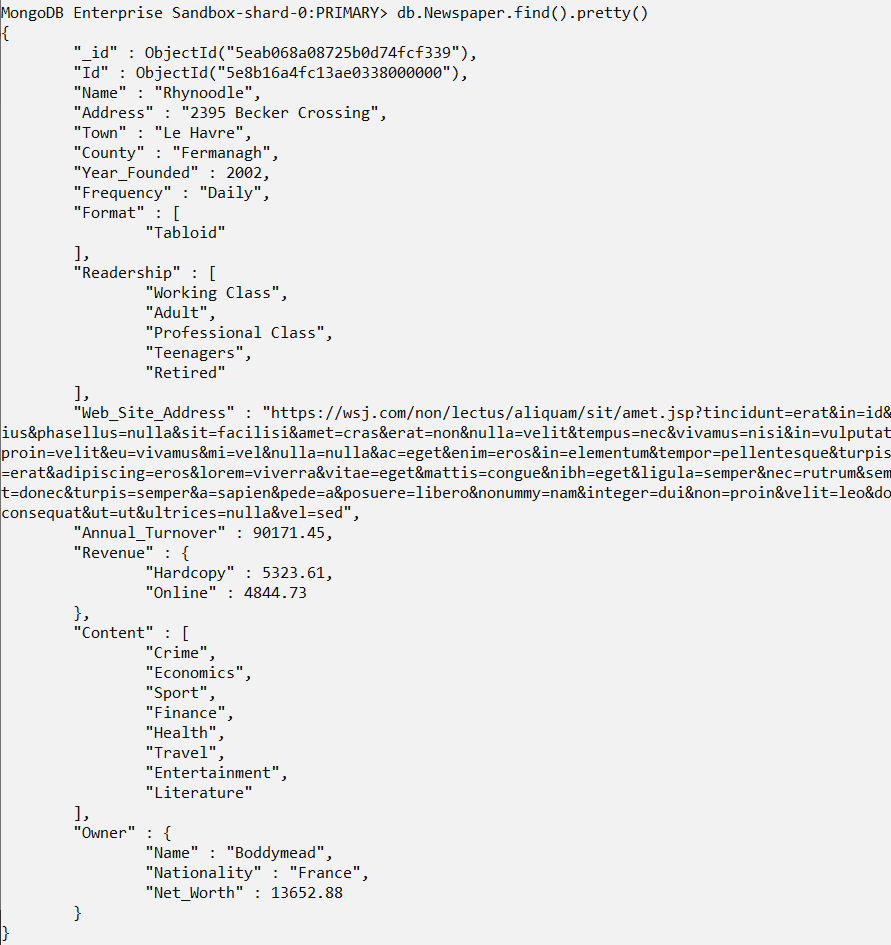 MongoDB Enterprise Sandbox-shard-0:PRIMARY> db.Newspaper.find().pretty()
{
        "_id" : ObjectId("5eab068a08725b0d74fcf339"),
        "Id" : ObjectId("5e8b16a4fc13ae0338000000"),
        "Name" : "Rhynoodle",
        "Address" : "2395 Becker Crossing",
        "Town" : "Le Havre",
        "County" : "Fermanagh",
        "Year_Founded" : 2002,
        "Frequency" : "Daily",
        "Format" : [
                "Tabloid"
        ],
        "Readership" : [
                "Working Class",
                "Adult",
                "Professional Class",
                "Teenagers",
                "Retired"
        ],
        "Web_Site_Address" : "https://wsj.com/non/lectus/aliquam/sit/amet.jsp?tincidunt=erat&in=id&
ius&phasellus=nulla&sit=facilisi&amet=cras&erat=non&nulla=velit&tempus=nec&vivamus=nisi&in=vulputat
proin=velit&eu=vivamus&mi=vel&nulla=nulla&ac=eget&enim=eros&in=elementum&tempor=pellentesque&turpis
=erat&adipiscing=eros&lorem=viverra&vitae=eget&mattis=congue&nibh=eget&ligula=semper&nec=rutrum&sem
t=donec&turpis=semper&a=sapien&pede=a&posuere=libero&nonummy=nam&integer=dui&non=proin&velit=leo&do
consequat&ut=ut&ultrices=nulla&vel=sed",
        "Annual_Turnover" : 90171.45,
        "Revenue" : {
                "Hardcopy" : 5323.61,
                "Online" : 4844.73
        },
        "Content" : [
                "Crime",
                "Economics",
                "Sport",
                "Finance",
                "Health",
                "Travel",
                "Entertainment",
                "Literature"
        ],
        "Owner" : {
                "Name" : "Boddymead",
                "Nationality" : "France",
                "Net_Worth" : 13652.88
        }
}